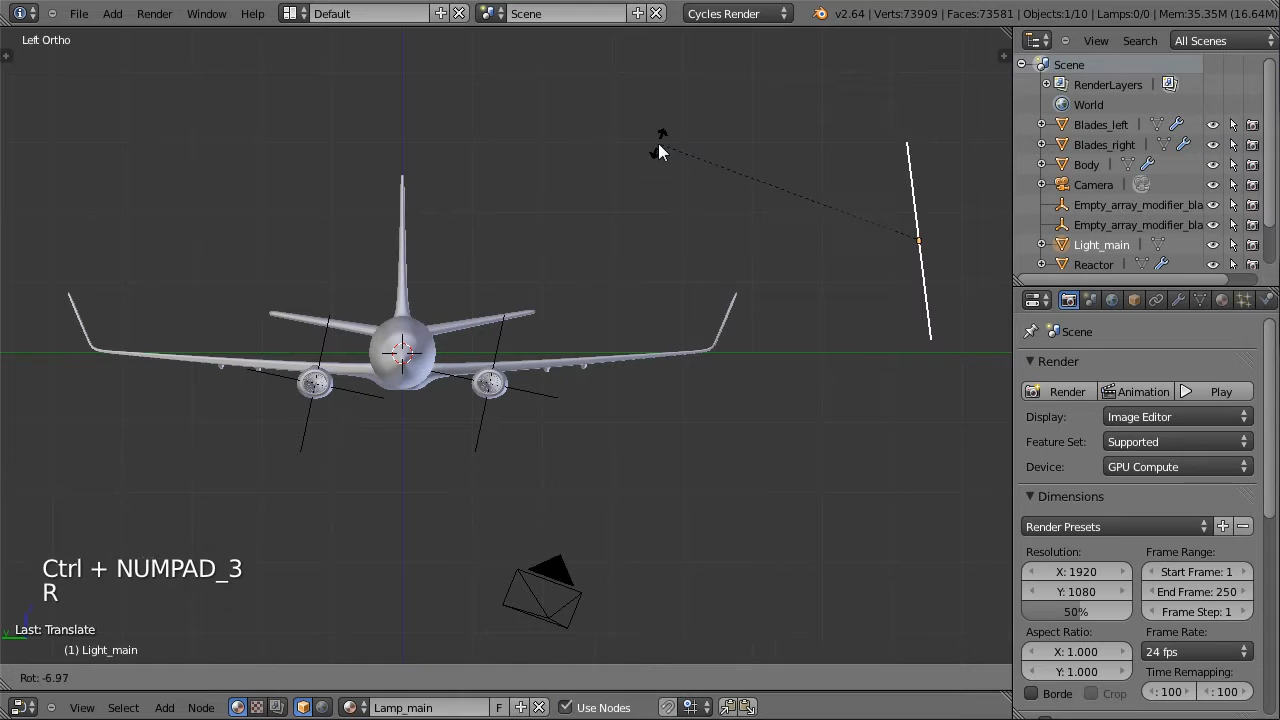 File Add Render Window Help Default Scene Cycles Render v2.64 | Verts:73909 | Faces:73581 | Objects:1/10 | Lamps:0/0 | Mem:35.35M (16.64M)
Left Ortho
View Search All Scenes
Scene
RenderLayers
World
Blades_left
Blades_right
Body
Camera
Empty_array_modifier_bla
Empty_array_modifier_bla
Light_main
Reactor
Scene
Render
Render Animation Play
Display: Image Editor
Feature Set: Supported
Device: GPU Compute
Dimensions
Render Presets
Resolution: Frame Range:
X: 1920 Start Frame: 1
Y: 1080 End Frame: 250
50% Frame Step: 1
Aspect Ratio: Frame Rate:
X: 1.000 24 fps
Y: 1.000 Time Remapping:
Borde Crop : 100 : 100
Ctrl + NUMPAD_3
R
Last: Translate
y
(1) Light_main
Rot: -6.97
View Select Add Node Lamp_main F Use Nodes